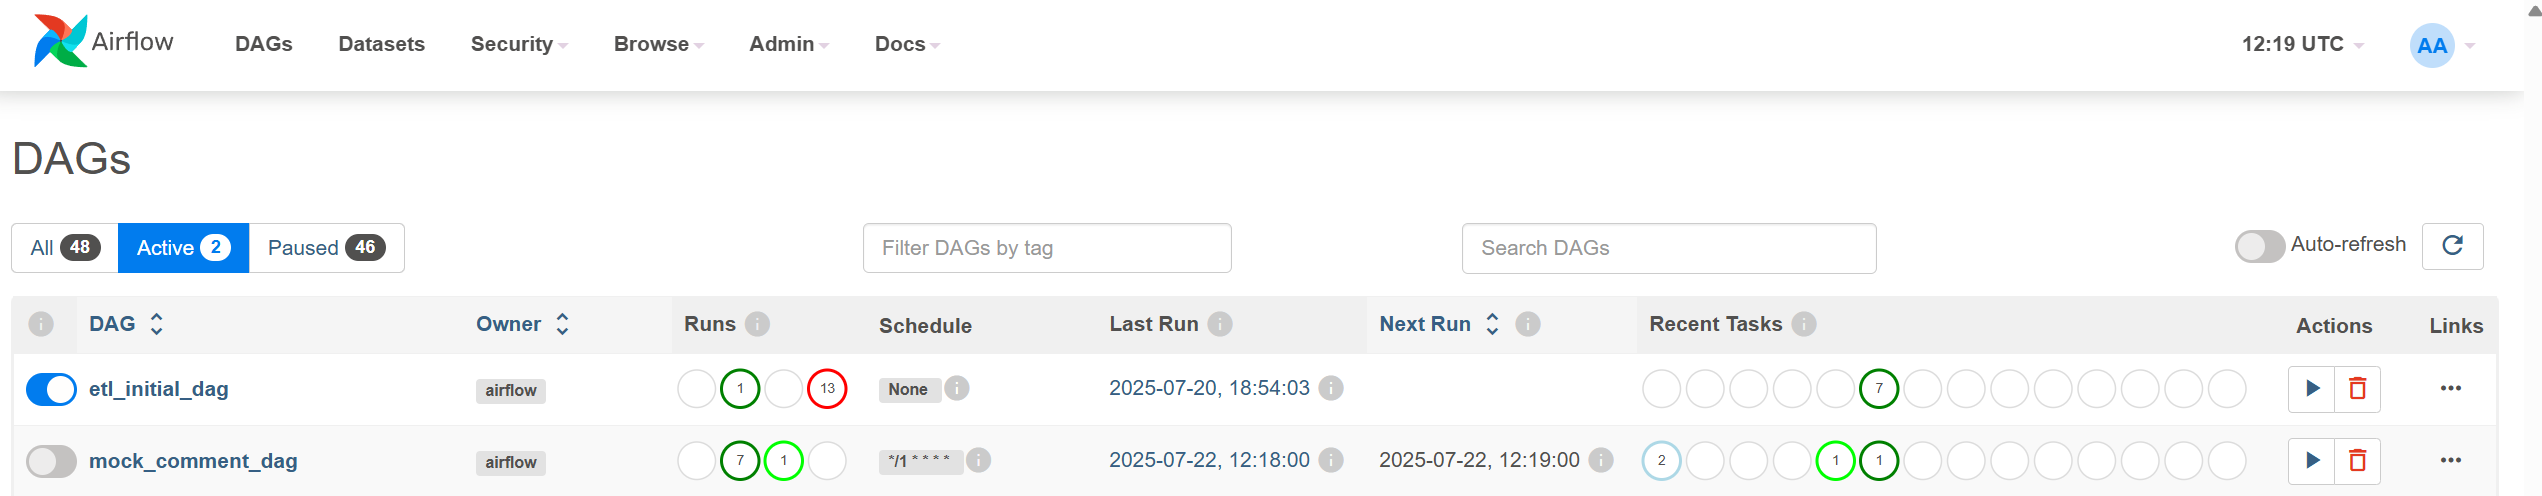 Airflow DAGs Datasets Security Browse Admin Docs 12:19 UTC AA
DAGs
All 48 Active 2 Paused 46 Filter DAGs by tag Search DAGs Auto-refresh
i DAG Owner Runs i Schedule Last Run i Next Run i Recent Tasks i Actions Links
etl_initial_dag airflow 1 13 None i 2025-07-20, 18:54:03 i 7
mock_comment_dag airflow 7 1 */1 * * * * i 2025-07-22, 12:18:00 i 2025-07-22, 12:19:00 i 2 1 1